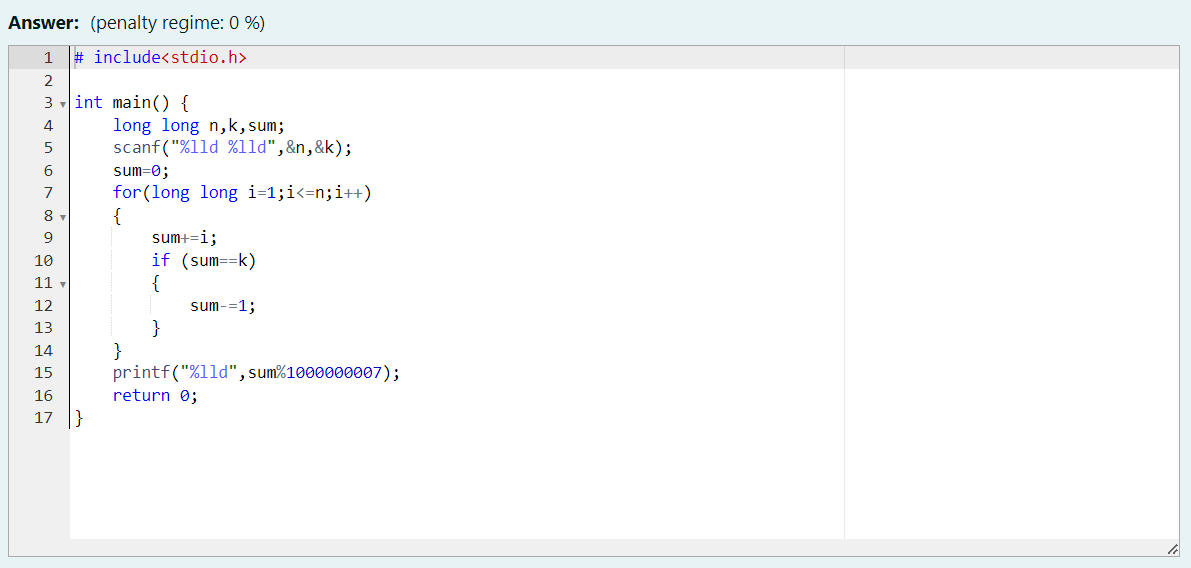 Answer: (penalty regime: 0 %)
1 # include<stdio.h>
2
3 int main() {
4     long long n,k,sum;
5     scanf("%lld %lld",&n,&k);
6     sum=0;
7     for(long long i=1;i<=n;i++)
8     {
9         sum+=i;
10         if (sum==k)
11         {
12             sum-=1;
13         }
14     }
15     printf("%lld",sum%1000000007);
16     return 0;
17 }